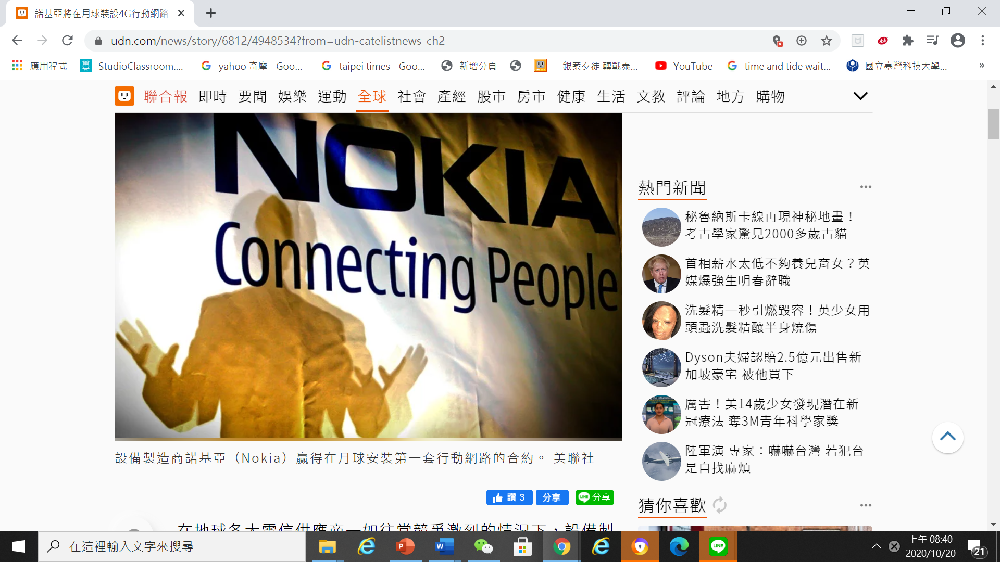 諾基亞將在月球裝設4G行動網路
udn.com/news/story/6812/4948534?from=udn-catelistnews_ch2
應用程式
StudioClassroom....
yahoo 奇摩 - Goo...
taipei times - Goo...
新增分頁
一銀案歹徒 轉戰泰...
YouTube
time and tide wait...
國立臺灣科技大學...
»
聯合報 即時 要聞 娛樂 運動 全球 社會 產經 股市 房市 健康 生活 文教 評論 地方 購物
NOKIA
Connecting People
設備製造商諾基亞（Nokia）贏得在月球安裝第一套行動網路的合約。 美聯社
讚 3
分享
LINE 分享
在地球各大電信供應商一如往常競爭激烈的情況下，設備製
熱門新聞
秘魯納斯卡線再現神秘地畫！
考古學家驚見2000多歲古貓
首相薪水太低不夠養兒育女？英
媒爆強生明春辭職
洗髮精一秒引燃毀容！英少女用
頭蝨洗髮精釀半身燒傷
Dyson夫婦認賠2.5億元出售新
加坡豪宅 被他買下
厲害！美14歲少女發現潛在新
冠療法 奪3M青年科學家獎
陸軍演 專家：嚇嚇台灣 若犯台
是自找麻煩
猜你喜歡
在這裡輸入文字來搜尋
上午 08:40
2020/10/20
21